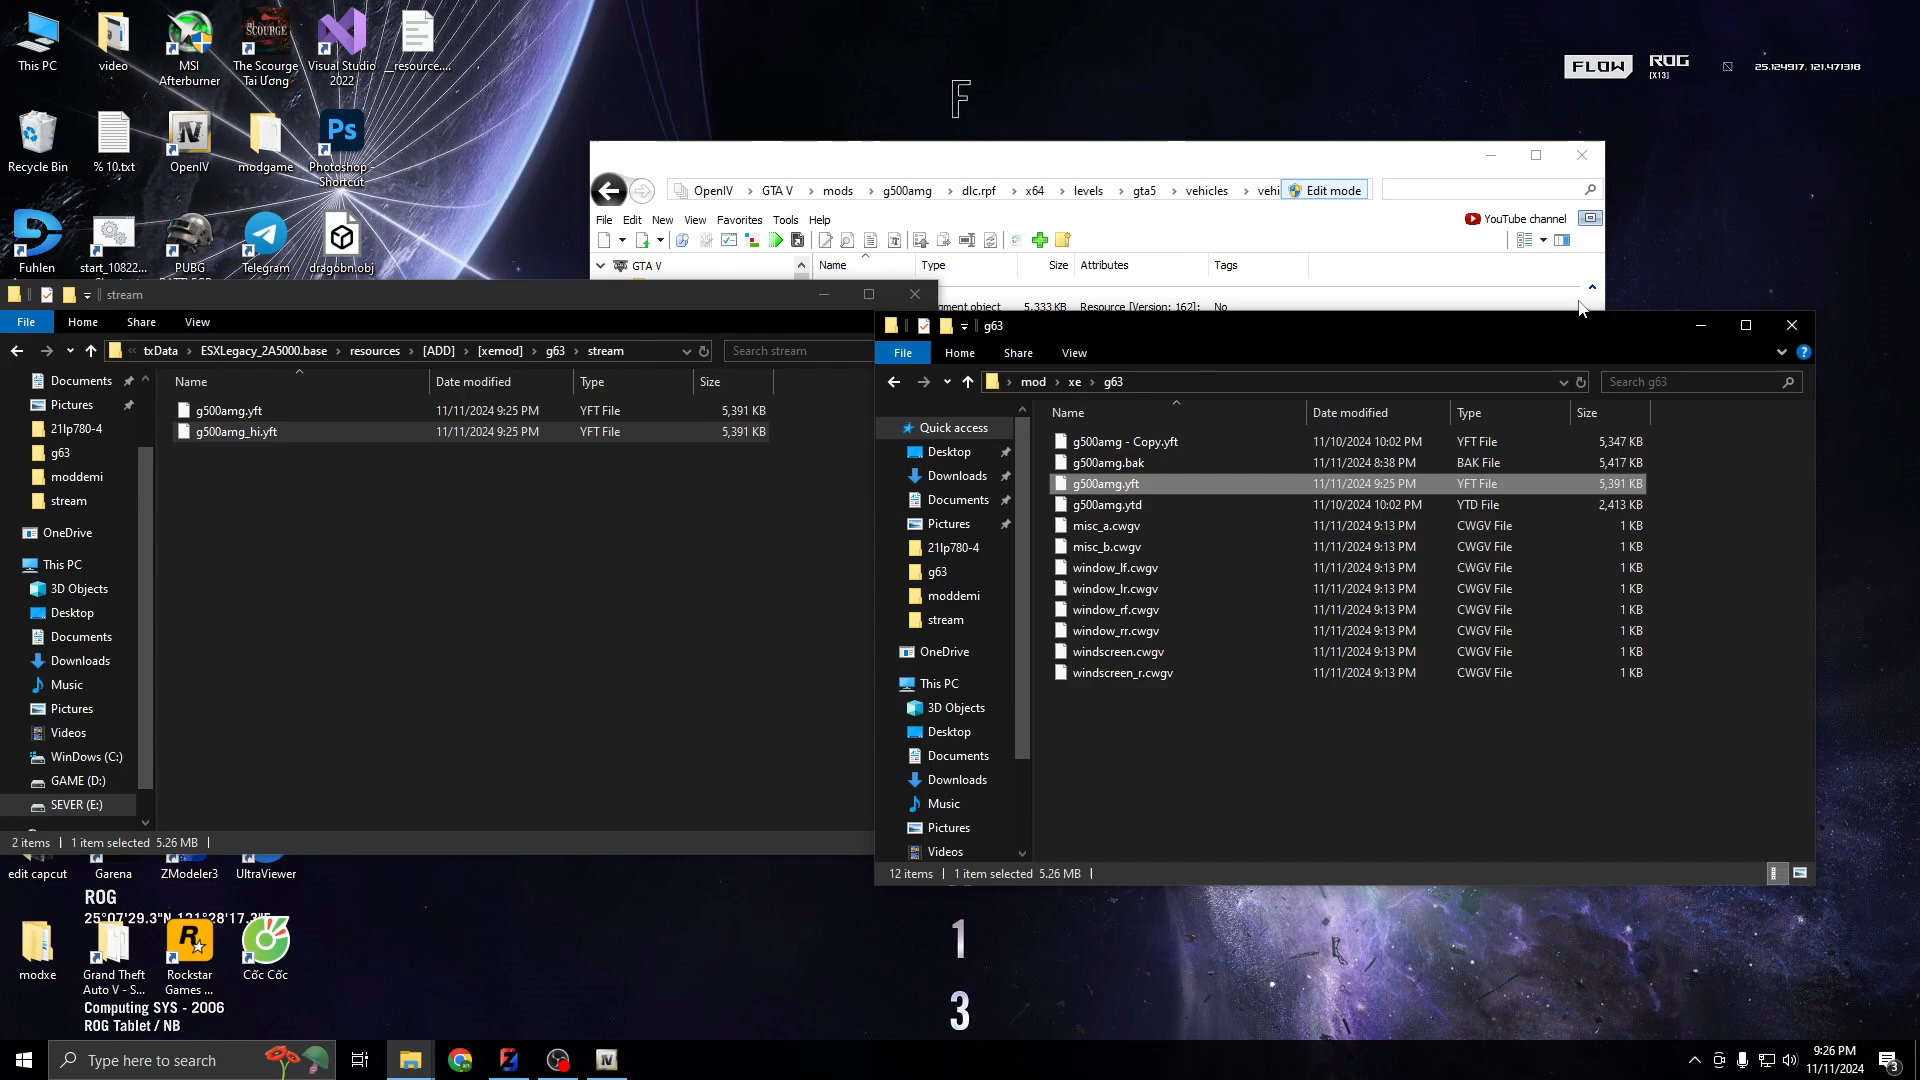 This PC
video
MSI Afterburner
The Scourge Tai Ương
Visual Studio 2022
_resource....
Recycle Bin
% 10.txt
OpenIV
modgame
Photoshop - Shortcut
Fuhlen
start_10822...
PUBG
Telegram
dragobn.obj
FLOW
ROG
[X13]
25.124917. 121.471318
F
OpenIV
GTA V
mods
g500amg
dlc.rpf
x64
levels
gta5
vehicles
vehi
Edit mode
File Edit New View Favorites Tools Help
YouTube channel
GTA V
Name Type Size Attributes Tags
5,333 KB Resource [Version: 162]; No
stream
File Home Share View
txData
ESXLegacy_2A5000.base
resources
[ADD]
[xemod]
g63
stream
Search stream
Name Date modified Type Size
g500amg.yft 11/11/2024 9:25 PM YFT File 5,391 KB
g500amg_hi.yft 11/11/2024 9:25 PM YFT File 5,391 KB
Documents
Pictures
21lp780-4
g63
moddemi
stream
OneDrive
This PC
3D Objects
Desktop
Documents
Downloads
Music
Pictures
Videos
WinDows (C:)
GAME (D:)
SEVER (E:)
2 items 1 item selected 5.26 MB
g63
File Home Share View
mod
xe
g63
Search g63
Name Date modified Type Size
g500amg - Copy.yft 11/10/2024 10:02 PM YFT File 5,347 KB
g500amg.bak 11/11/2024 8:38 PM BAK File 5,417 KB
g500amg.yft 11/11/2024 9:25 PM YFT File 5,391 KB
g500amg.ytd 11/10/2024 10:02 PM YTD File 2,413 KB
misc_a.cwgv 11/11/2024 9:13 PM CWGV File 1 KB
misc_b.cwgv 11/11/2024 9:13 PM CWGV File 1 KB
window_lf.cwgv 11/11/2024 9:13 PM CWGV File 1 KB
window_lr.cwgv 11/11/2024 9:13 PM CWGV File 1 KB
window_rf.cwgv 11/11/2024 9:13 PM CWGV File 1 KB
window_rr.cwgv 11/11/2024 9:13 PM CWGV File 1 KB
windscreen.cwgv 11/11/2024 9:13 PM CWGV File 1 KB
windscreen_r.cwgv 11/11/2024 9:13 PM CWGV File 1 KB
Quick access
Desktop
Downloads
Documents
Pictures
21lp780-4
g63
moddemi
stream
OneDrive
This PC
3D Objects
Desktop
Documents
Downloads
Music
Pictures
Videos
12 items 1 item selected 5.26 MB
edit capcut
Garena
ZModeler3
UltraViewer
ROG
25°07'29.3"N 121°28'17.3"E
modxe
Grand Theft Auto V - S...
Rockstar Games ...
Cốc Cốc
Computing SYS - 2006
ROG Tablet / NB
1
3
Type here to search
9:26 PM
11/11/2024
3